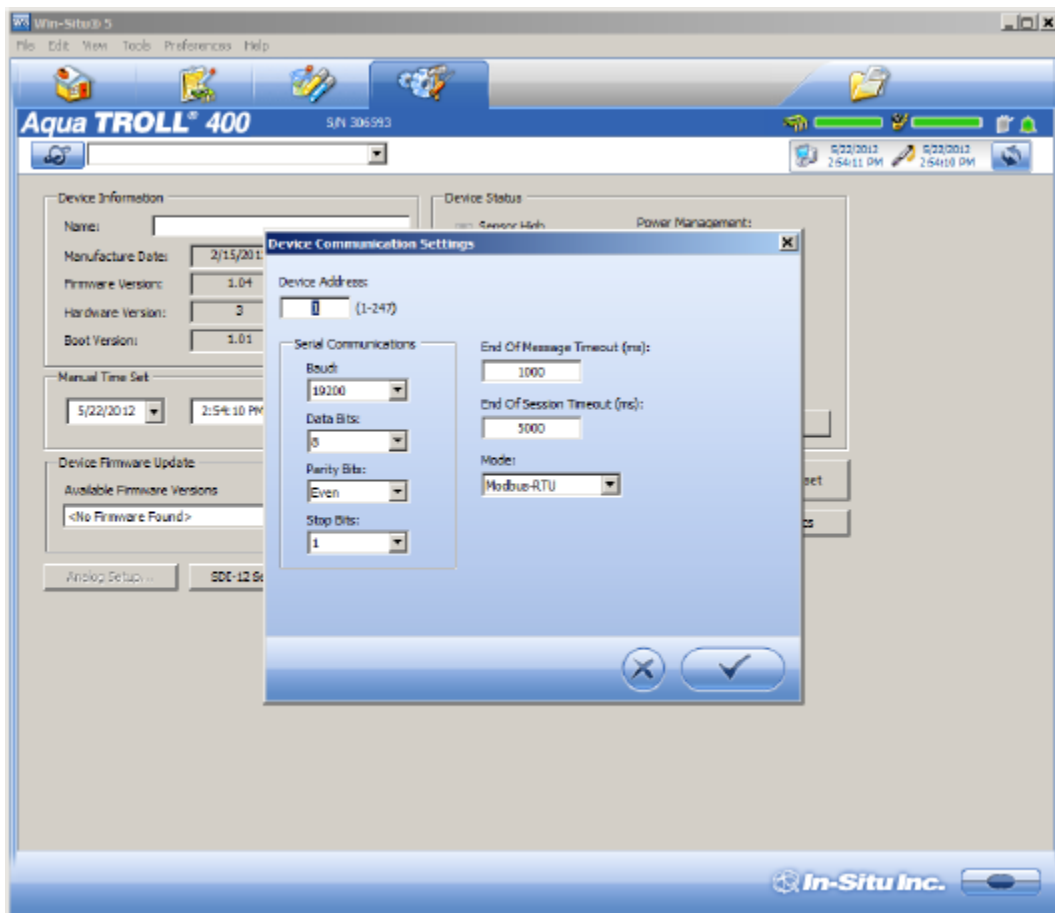 Win-Situ® 5
File Edit View Tools Preferences Help
Aqua TROLL® 400 S/N 306593
5/22/2012 2:54:11 PM 5/22/2012 2:54:10 PM
Device Information
Name:
Manufacture Date: 2/15/201
Firmware Version: 1.04
Hardware Version: 3
Boot Version: 1.01
Manual Time Set
5/22/2012 2:54:10 PM
Device Firmware Update
Available Firmware Versions
<No Firmware Found>
Analog Setup... SDI-12 Se
Device Status
Sensor High Power Management:
set
cs
Device Communication Settings
Device Address:
1 (1-247)
Serial Communications
Baud:
19200
Data Bits:
8
Parity Bits:
Even
Stop Bits:
1
End Of Message Timeout (ms):
1000
End Of Session Timeout (ms):
5000
Mode:
Modbus-RTU
In-Situ Inc.